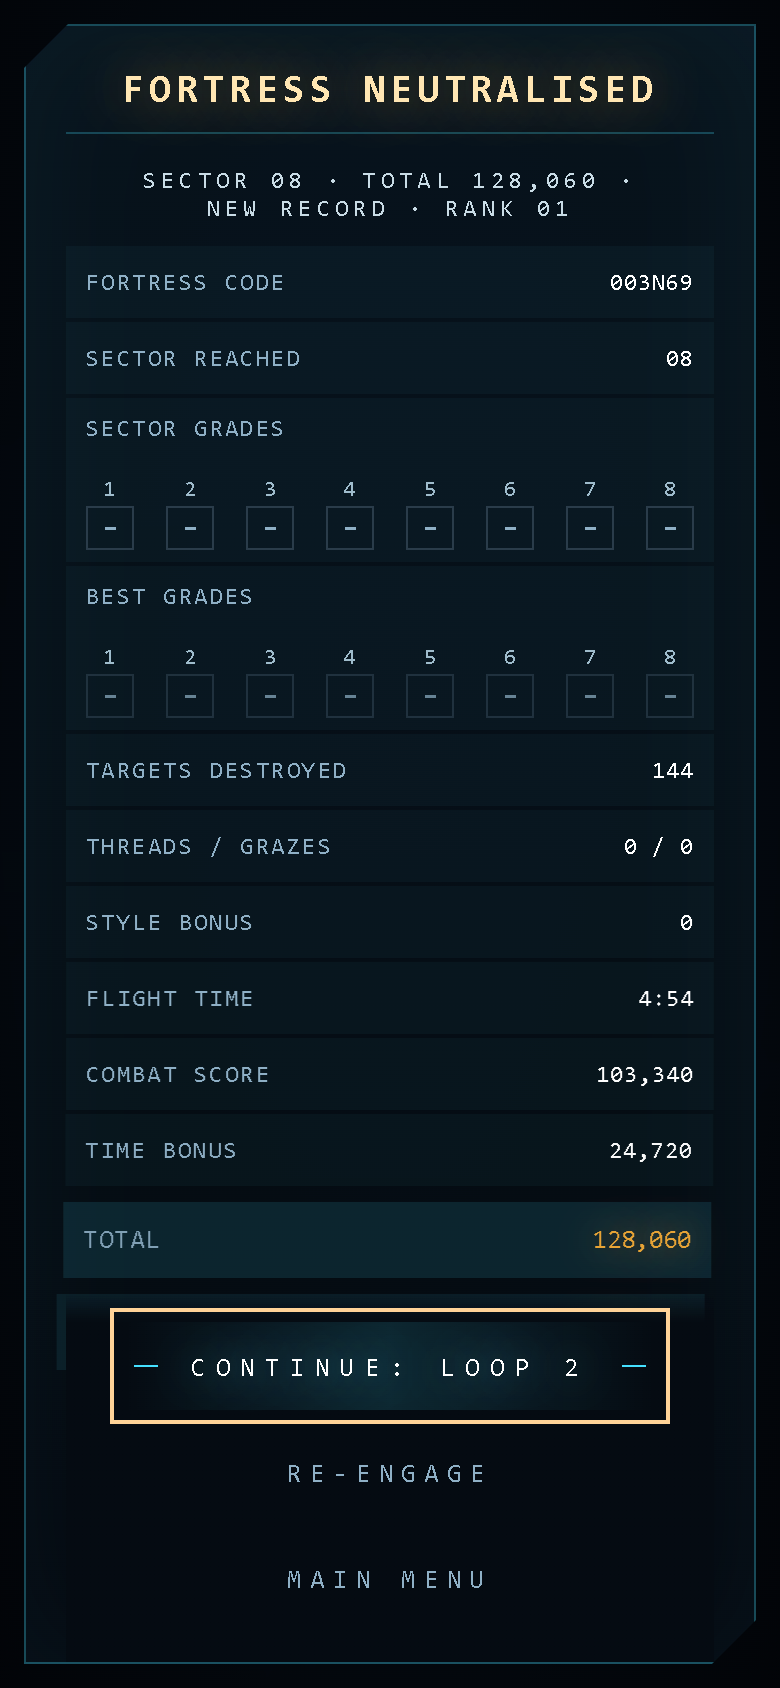 FORTRESS NEUTRALISED
SECTOR 08 · TOTAL 128,060 ·
NEW RECORD · RANK 01
FORTRESS CODE 003N69
SECTOR REACHED 08
SECTOR GRADES
1 2 3 4 5 6 7 8
– – – – – – – –
BEST GRADES
1 2 3 4 5 6 7 8
– – – – – – – –
TARGETS DESTROYED 144
THREADS / GRAZES 0 / 0
STYLE BONUS 0
FLIGHT TIME 4:54
COMBAT SCORE 103,340
TIME BONUS 24,720
TOTAL 128,060
— CONTINUE: LOOP 2 —
RE-ENGAGE
MAIN MENU